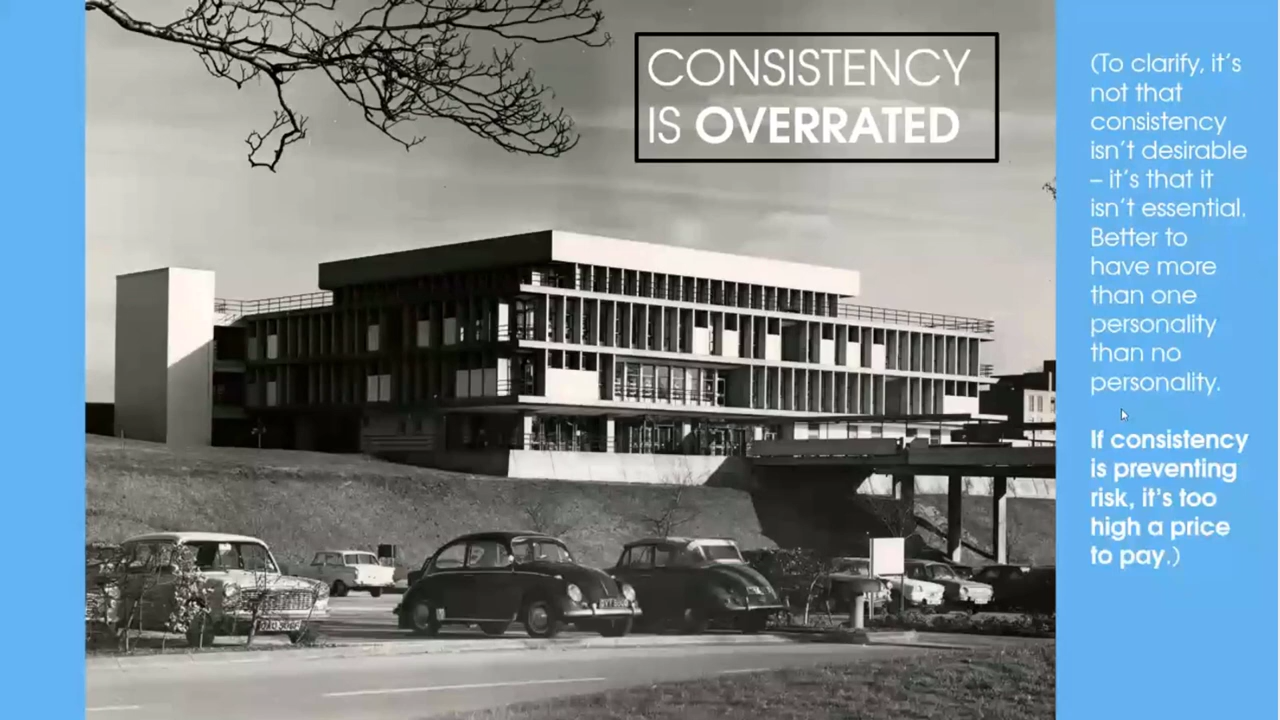 CONSISTENCY
IS OVERRATED
(To clarify, it's
not that
consistency
isn't desirable
– it's that it
isn't essential.
Better to
have more
than one
personality
than no
personality.
If consistency
is preventing
risk, it's too
high a price
to pay.)